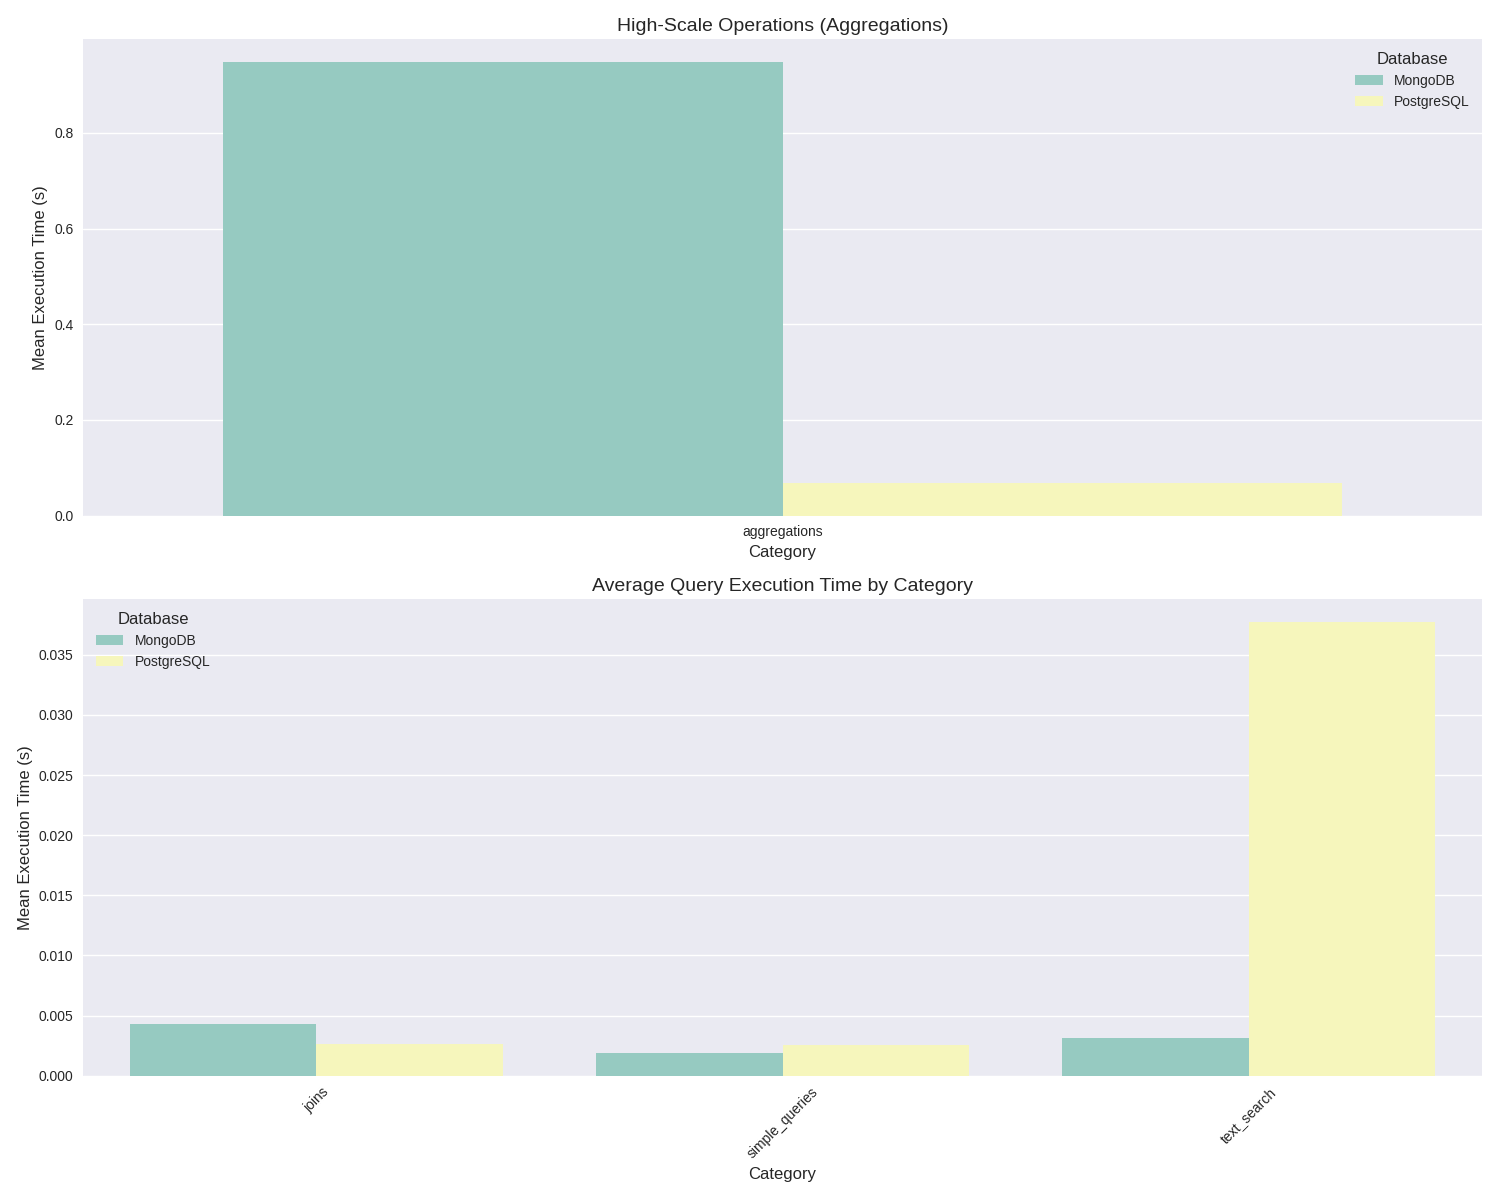 High-Scale Operations (Aggregations)
Database
MongoDB
PostgreSQL
Mean Execution Time (s)
0.8
0.6
0.4
0.2
0.0
aggregations
Category
Average Query Execution Time by Category
Database
MongoDB
PostgreSQL
Mean Execution Time (s)
0.035
0.030
0.025
0.020
0.015
0.010
0.005
0.000
joins
simple_queries
text_search
Category